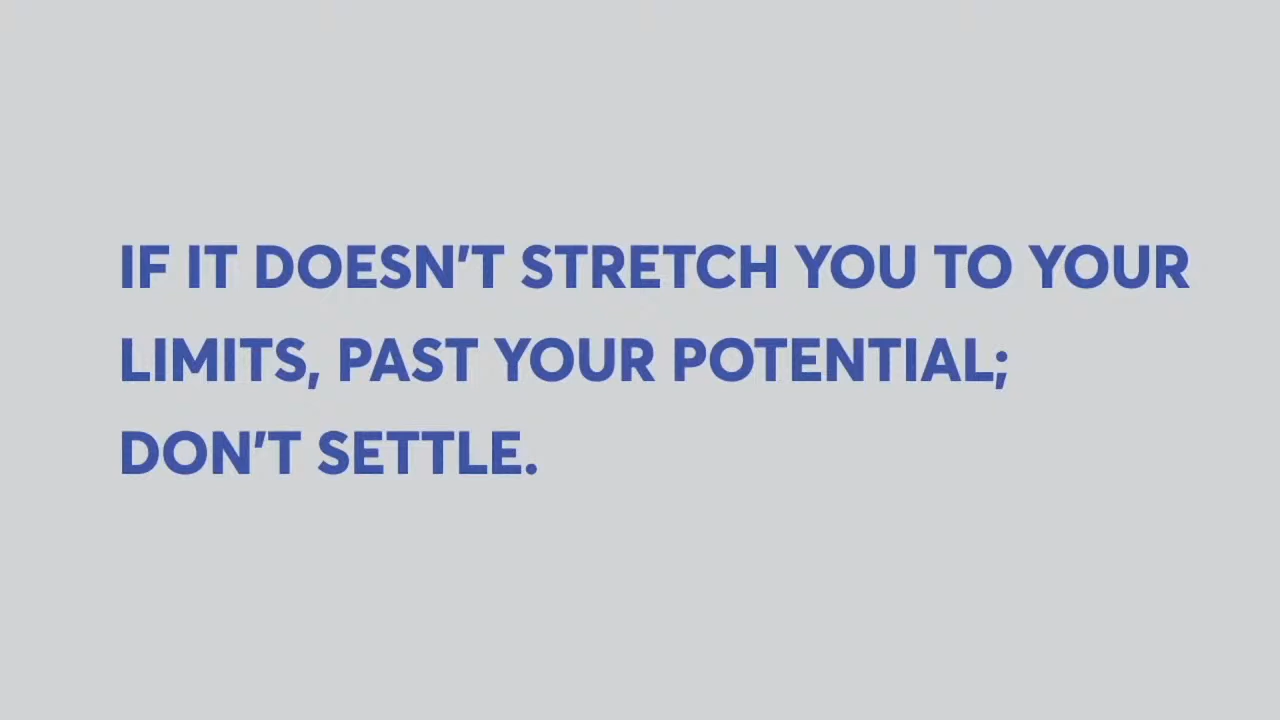 IF IT DOESN'T STRETCH YOU TO YOUR
LIMITS, PAST YOUR POTENTIAL;
DON'T SETTLE.